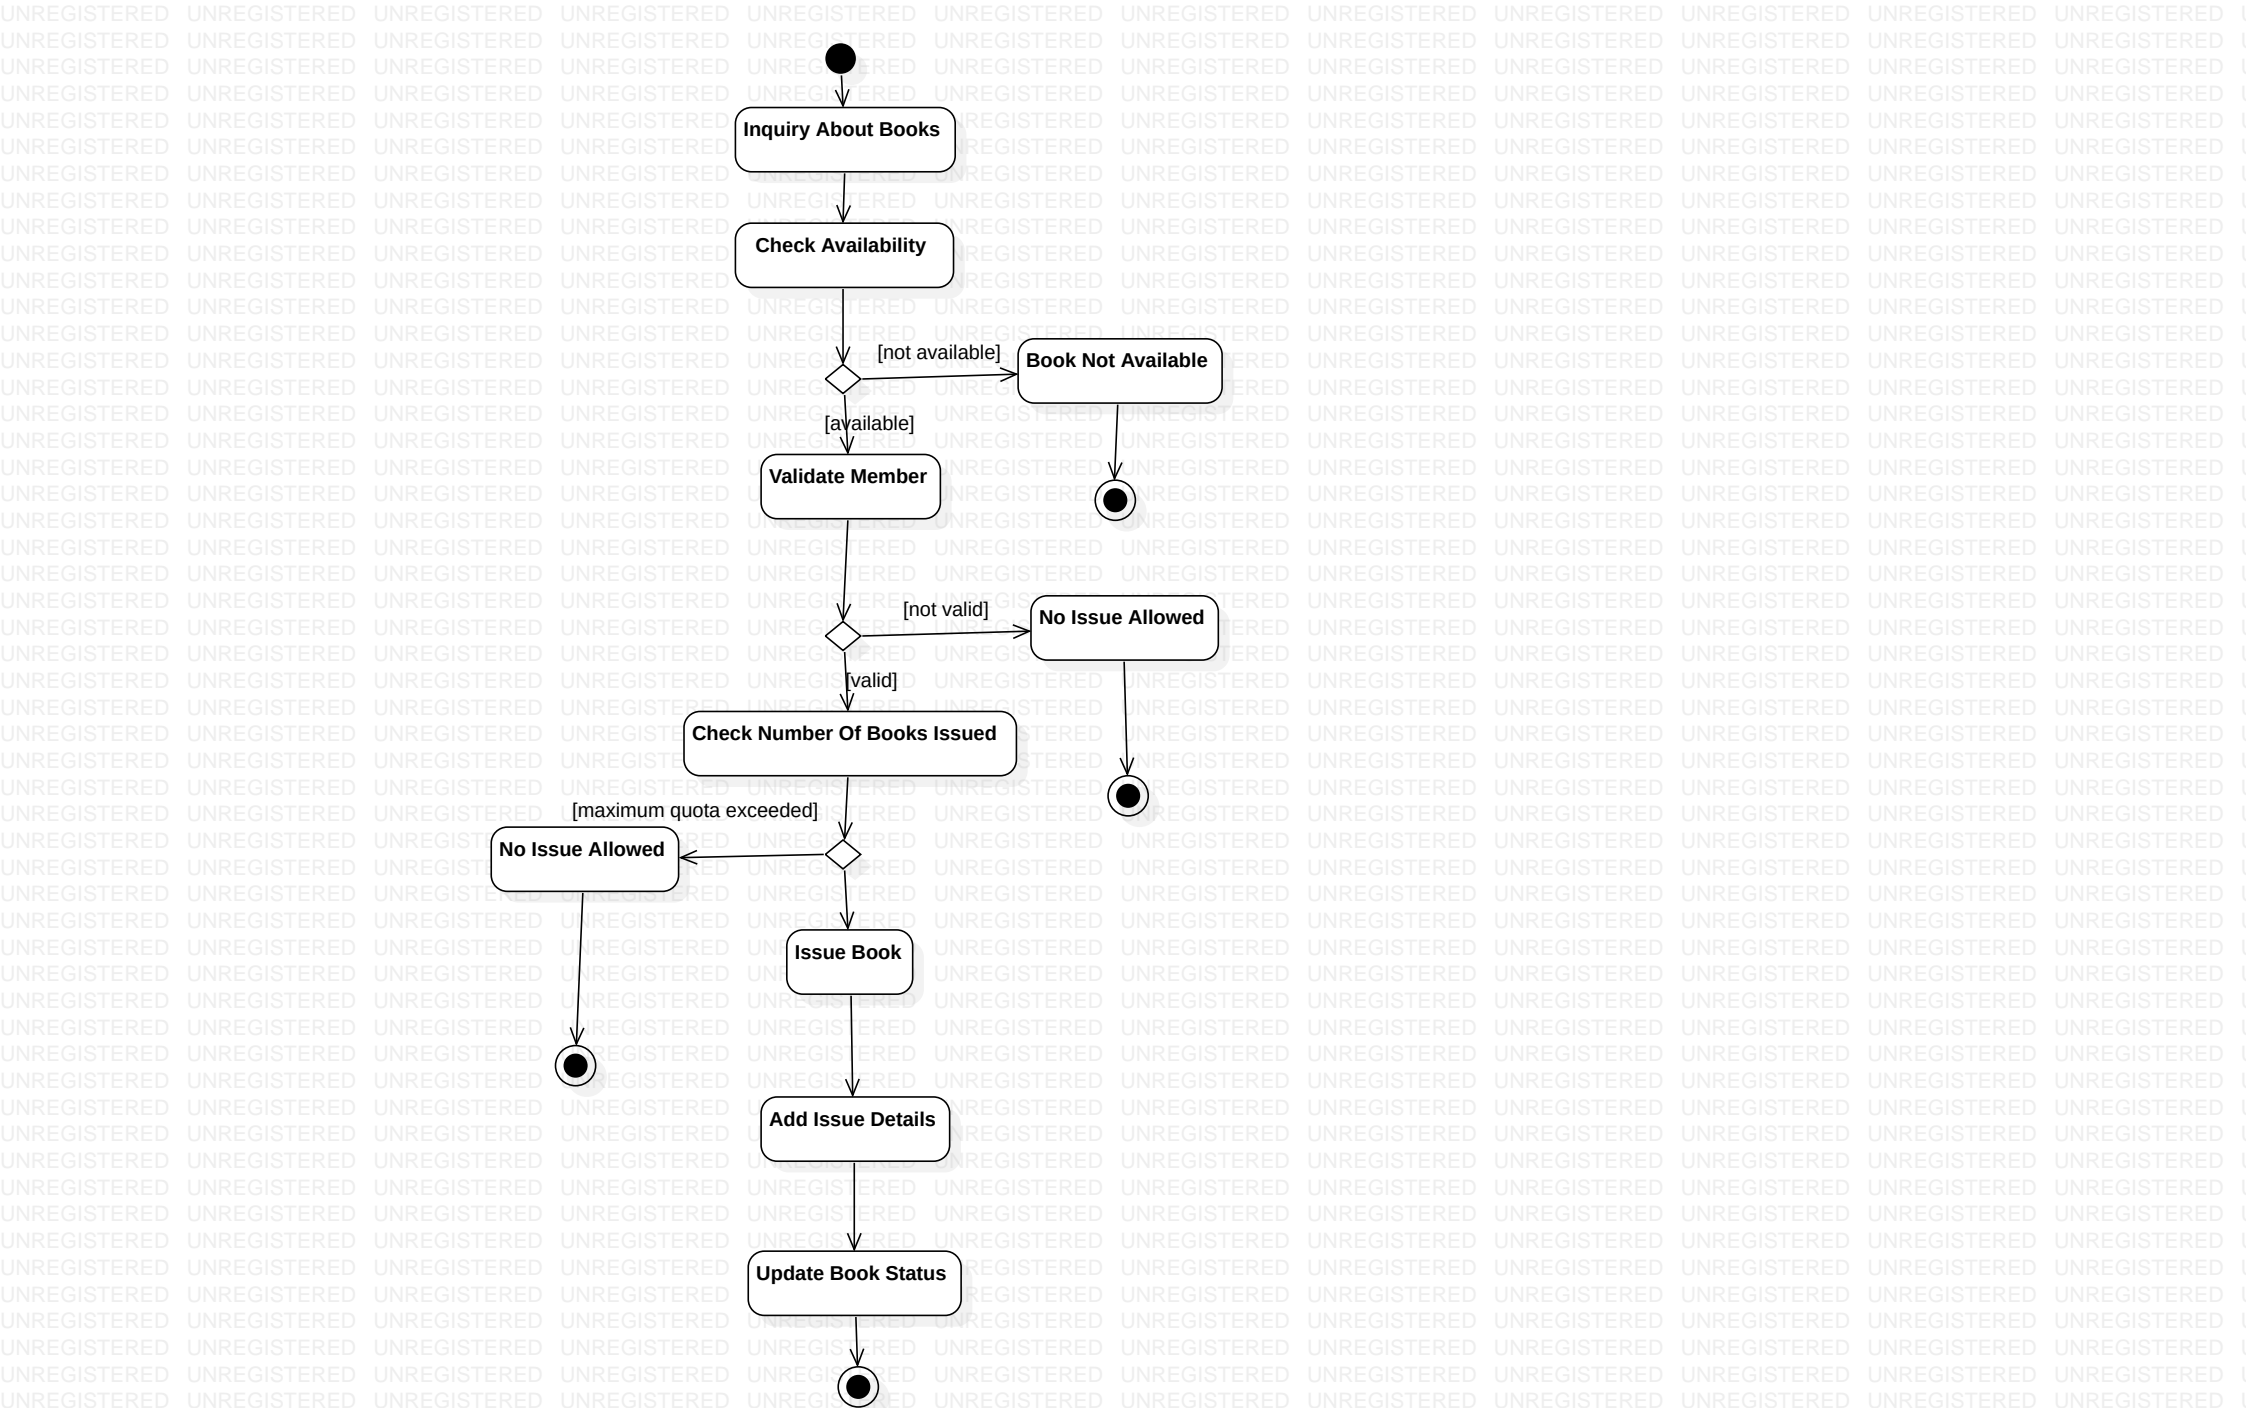 Inquiry About Books
Check Availability
[not available]
Book Not Available
[available]
Validate Member
[not valid]
No Issue Allowed
[valid]
Check Number Of Books Issued
[maximum quota exceeded]
No Issue Allowed
Issue Book
Add Issue Details
Update Book Status
UNREGISTERED